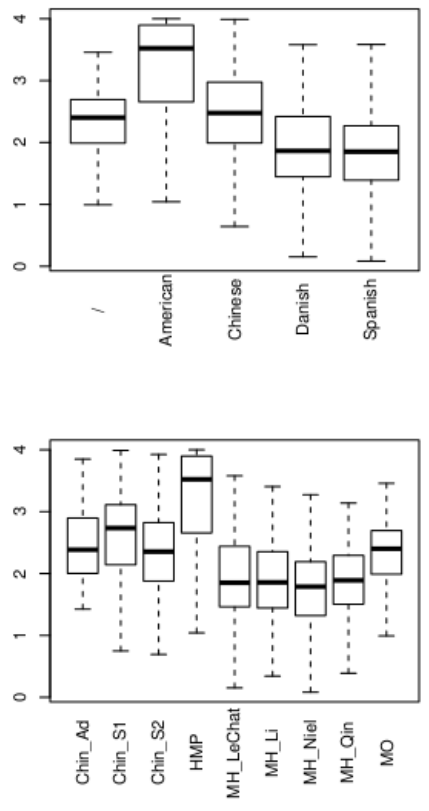 4
3
2
1
0
/
American
Chinese
Danish
Spanish
4
3
2
1
0
Chin_Ad
Chin_S1
Chin_S2
HMP
MH_LeChat
MH_Li
MH_Niel
MH_Qin
MO